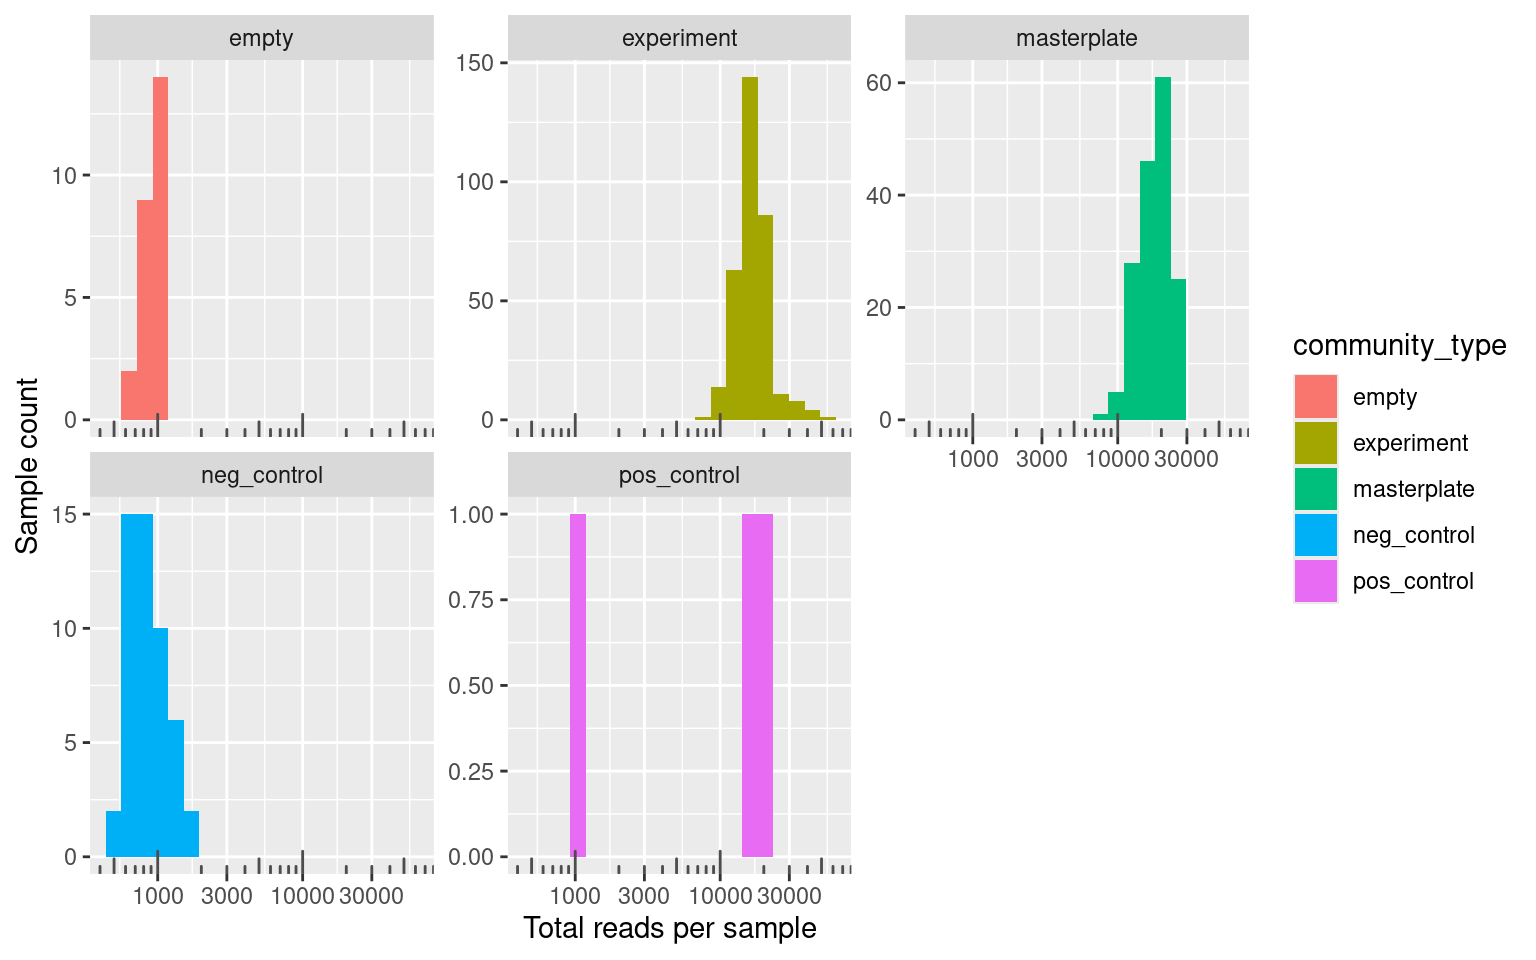 empty
experiment
masterplate
150
100
50
0
10
5
0
60
40
20
0
1000 3000 10000 30000
neg_control
pos_control
15
10
5
0
1.00
0.75
0.50
0.25
0.00
1000 3000 10000 30000
1000 3000 10000 30000
Sample count
Total reads per sample
community_type
empty
experiment
masterplate
neg_control
pos_control